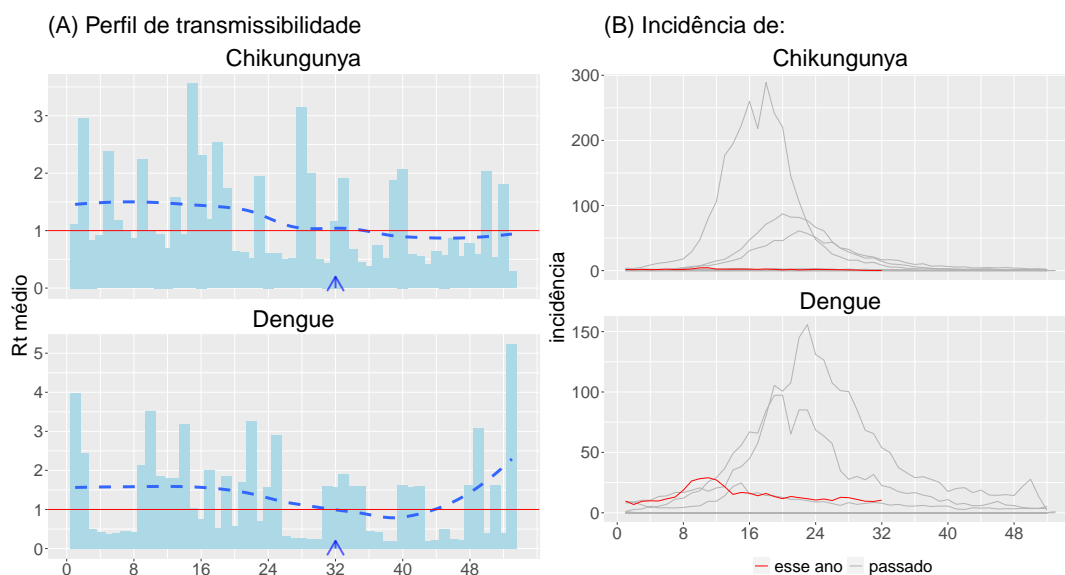 (A) Perfil de transmissibilidade
Chikungunya
3
2
1
0
Dengue
5
4
3
2
1
0
0 8 16 24 32 40 48
Rt médio
(B) Incidência de:
Chikungunya
300
200
100
0
Dengue
150
100
50
0
0 8 16 24 32 40 48
incidência
esse ano passado